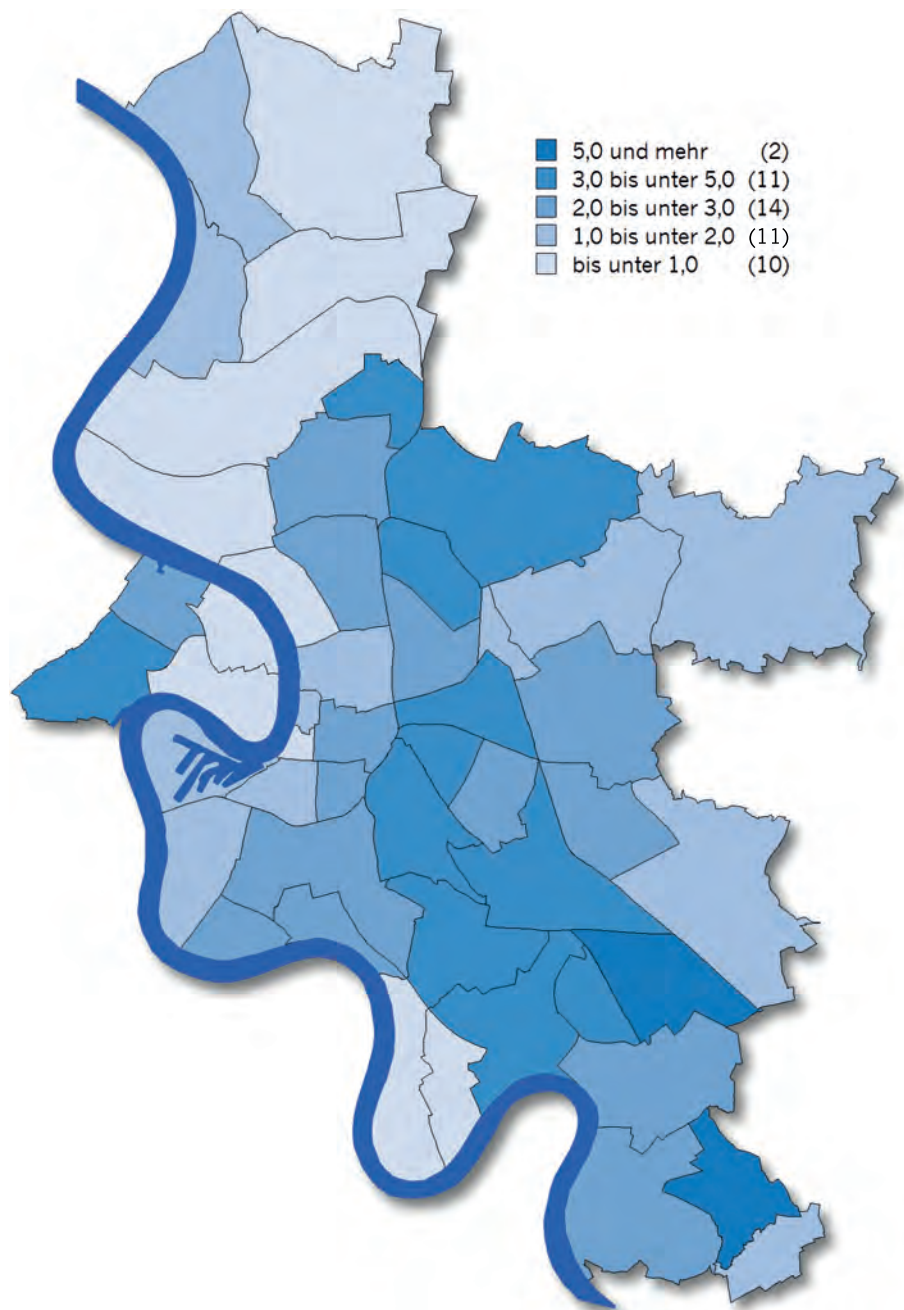 5,0 und mehr (2)
3,0 bis unter 5,0 (11)
2,0 bis unter 3,0 (14)
1,0 bis unter 2,0 (11)
bis unter 1,0 (10)